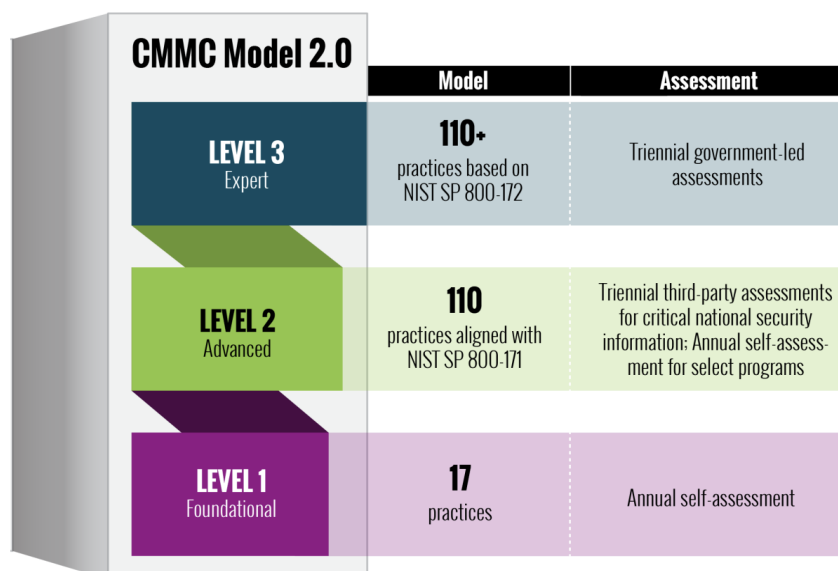 CMMC Model 2.0
Model
Assessment
LEVEL 3
Expert
110+
practices based on
NIST SP 800-172
Triennial government-led
assessments
LEVEL 2
Advanced
110
practices aligned with
NIST SP 800-171
Triennial third-party assessments
for critical national security
information; Annual self-assess-
ment for select programs
LEVEL 1
Foundational
17
practices
Annual self-assessment